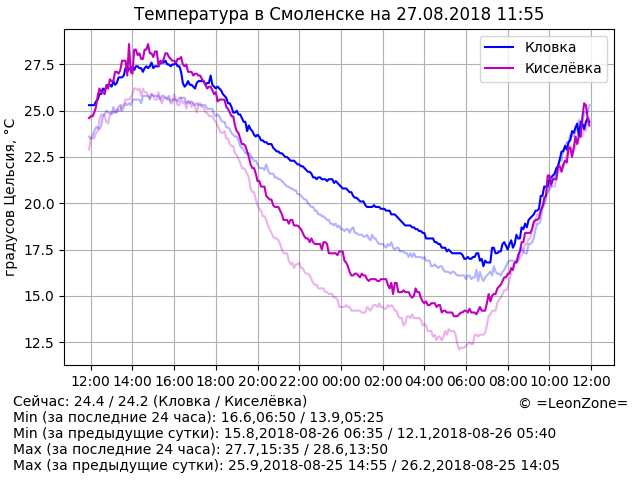 Температура в Смоленске на 27.08.2018 11:55
Кловка
Киселёвка
градусов Цельсия, °C
27.5
25.0
22.5
20.0
17.5
15.0
12.5
12:00 14:00 16:00 18:00 20:00 22:00 00:00 02:00 04:00 06:00 08:00 10:00 12:00
© =LeonZone=
Сейчас: 24.4 / 24.2 (Кловка / Киселёвка)
Min (за последние 24 часа): 16.6,06:50 / 13.9,05:25
Min (за предыдущие сутки): 15.8,2018-08-26 06:35 / 12.1,2018-08-26 05:40
Max (за последние 24 часа): 27.7,15:35 / 28.6,13:50
Max (за предыдущие сутки): 25.9,2018-08-25 14:55 / 26.2,2018-08-25 14:05